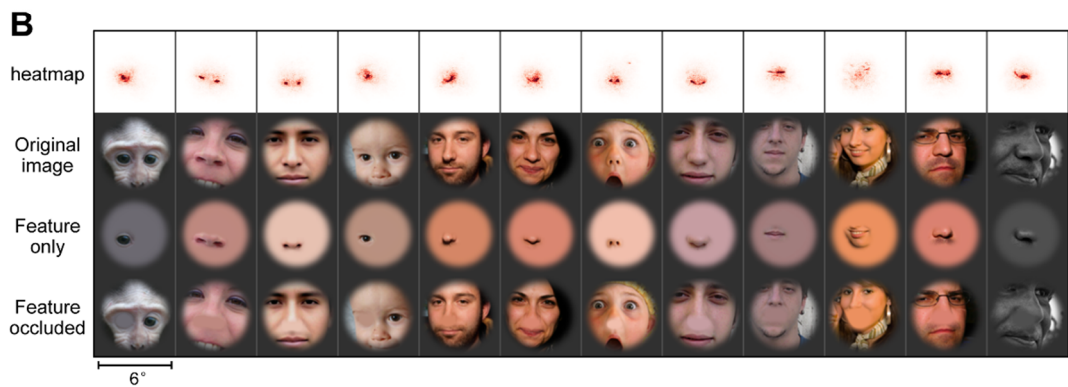 B
heatmap
Original
image
Feature
only
Feature
occluded
6°